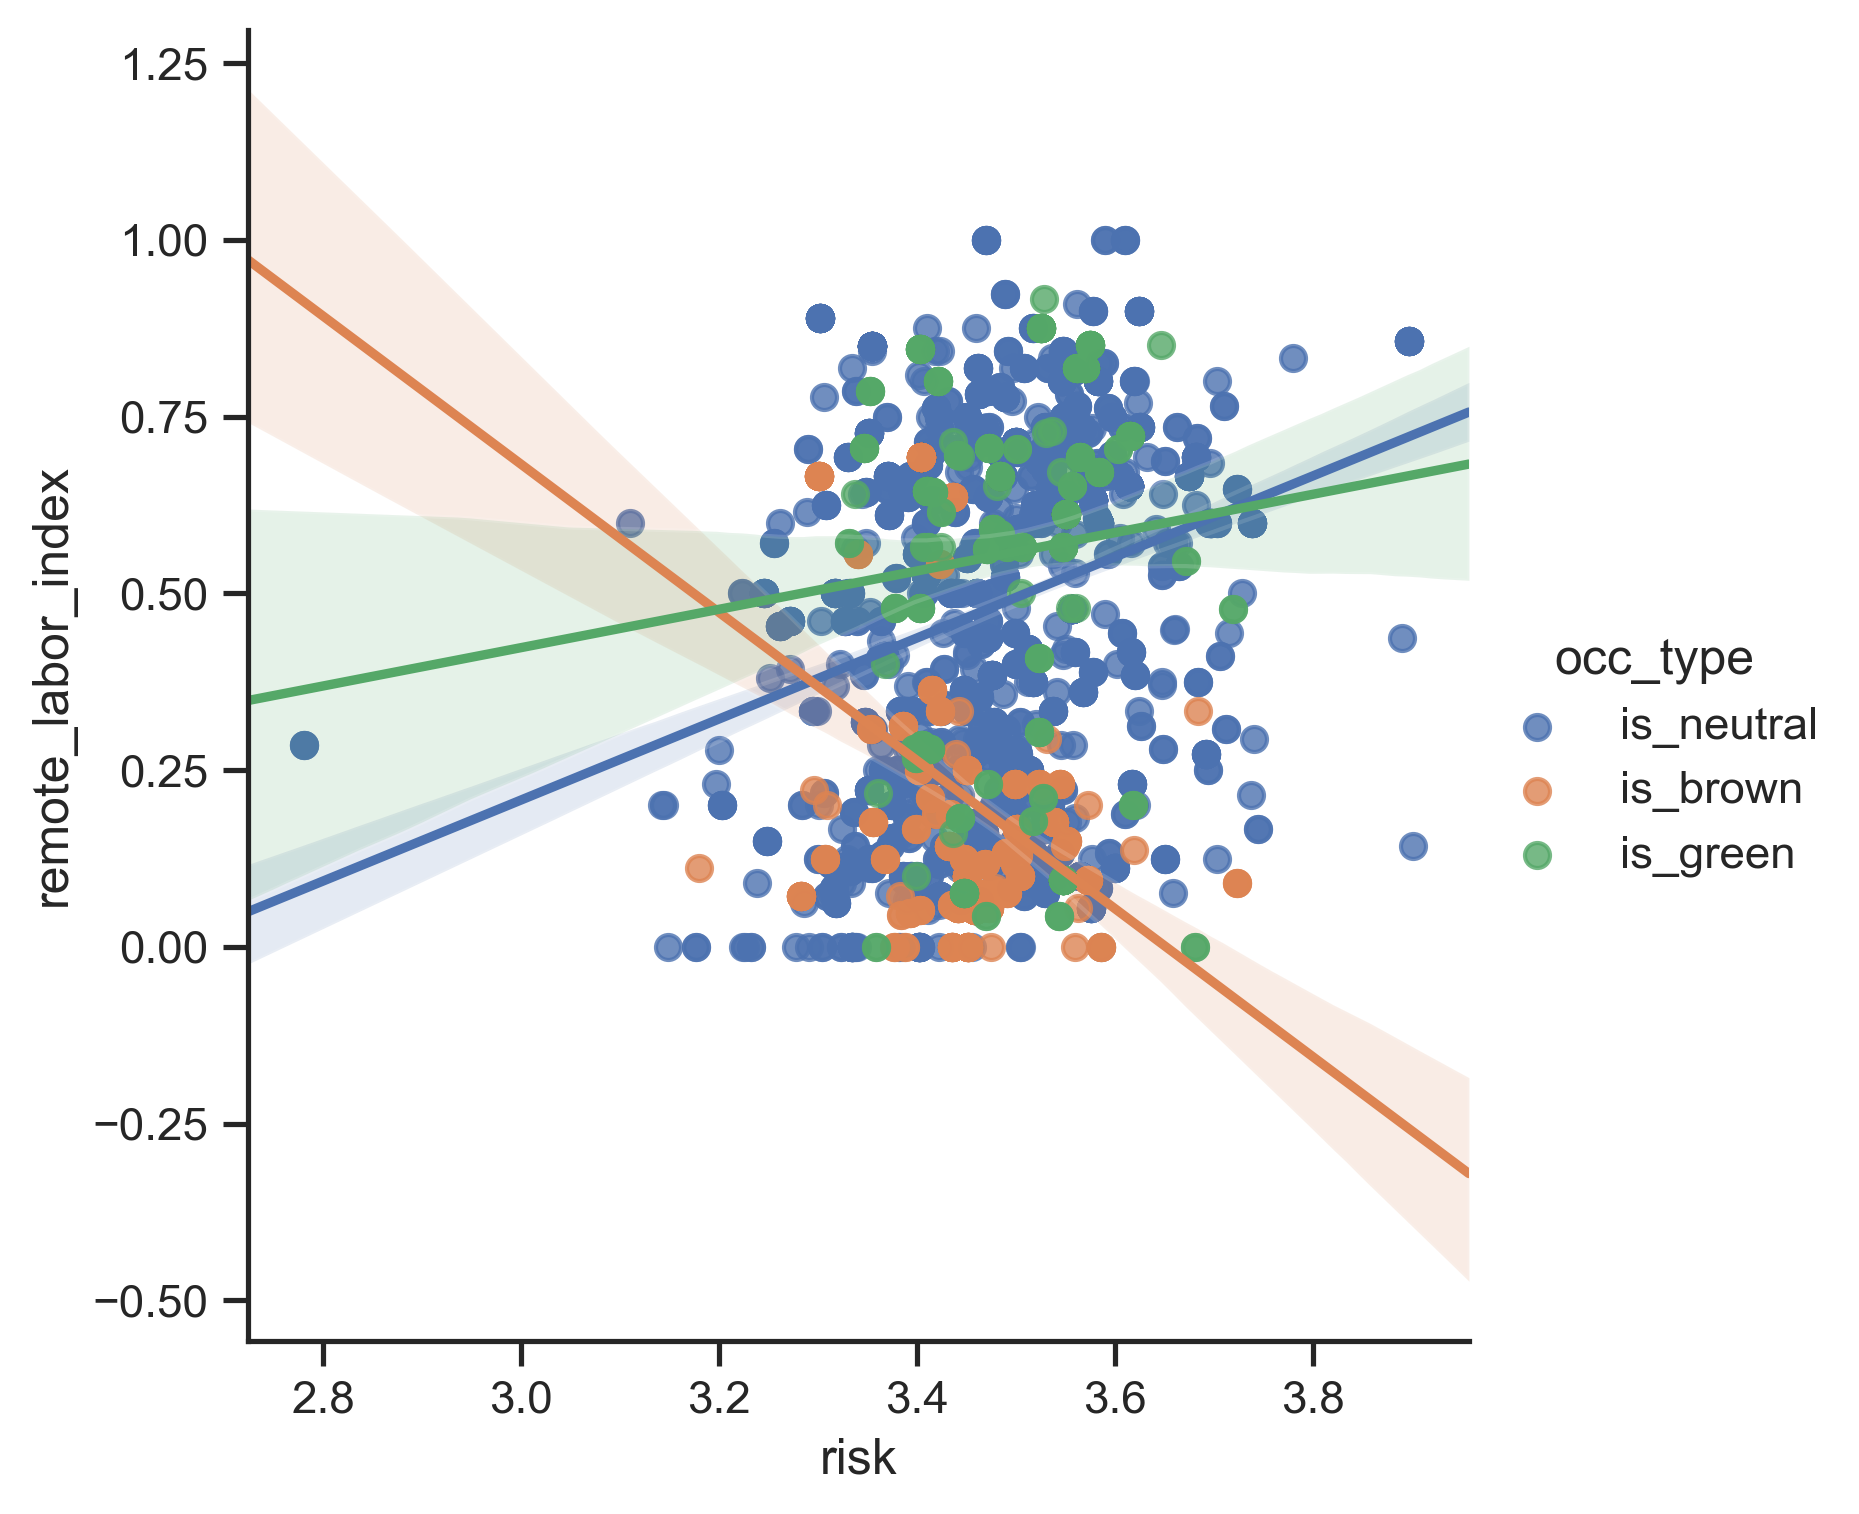 1.25
1.00
0.75
0.50
0.25
0.00
−0.25
−0.50
remote_labor_index
2.8 3.0 3.2 3.4 3.6 3.8
risk
occ_type
is_neutral
is_brown
is_green